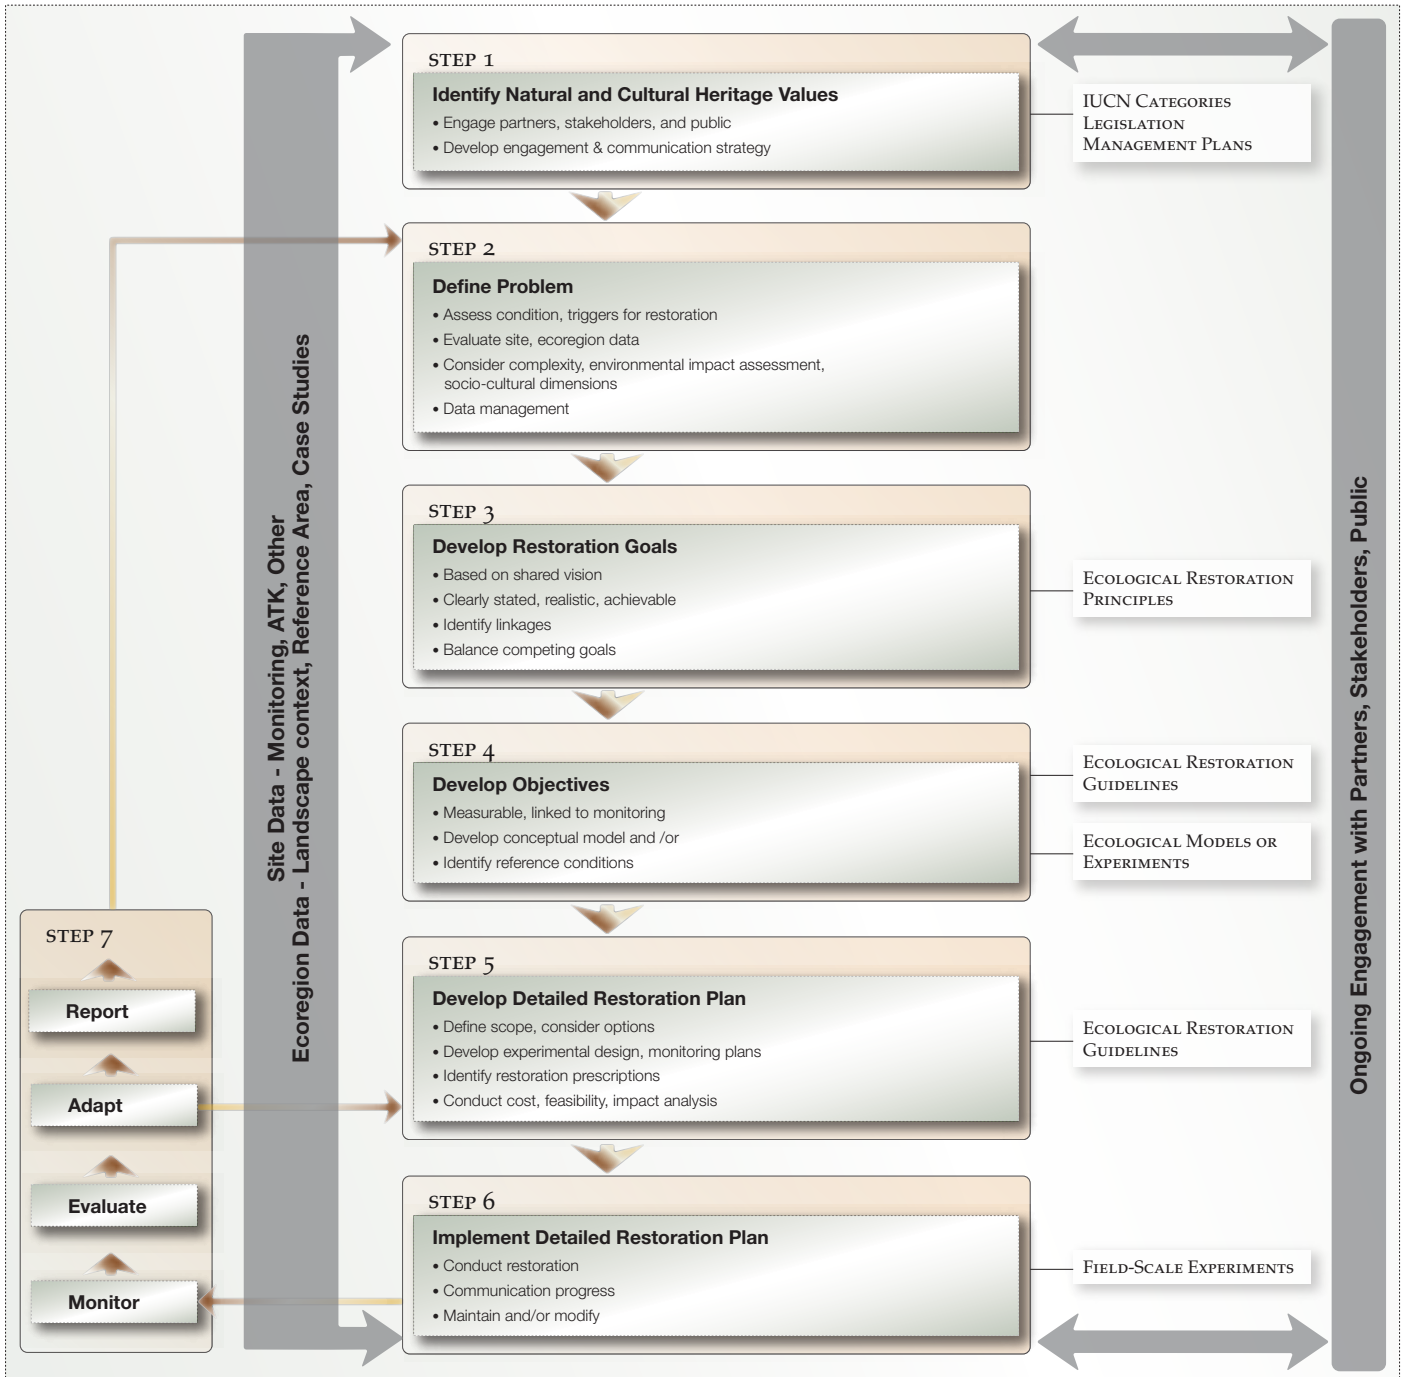 STEP 1
Identify Natural and Cultural Heritage Values
• Engage partners, stakeholders, and public
• Develop engagement & communication strategy
IUCN Categories
Legislation
Management Plans
STEP 2
Define Problem
• Assess condition, triggers for restoration
• Evaluate site, ecoregion data
• Consider complexity, environmental impact assessment,
socio-cultural dimensions
• Data management
STEP 3
Develop Restoration Goals
• Based on shared vision
• Clearly stated, realistic, achievable
• Identify linkages
• Balance competing goals
Ecological Restoration
Principles
STEP 4
Develop Objectives
• Measurable, linked to monitoring
• Develop conceptual model and /or
• Identify reference conditions
Ecological Restoration
Guidelines
Ecological Models or
Experiments
STEP 5
Develop Detailed Restoration Plan
• Define scope, consider options
• Develop experimental design, monitoring plans
• Identify restoration prescriptions
• Conduct cost, feasibility, impact analysis
Ecological Restoration
Guidelines
STEP 6
Implement Detailed Restoration Plan
• Conduct restoration
• Communication progress
• Maintain and/or modify
Field-Scale Experiments
STEP 7
Report
Adapt
Evaluate
Monitor
Site Data - Monitoring, ATK, Other
Ecoregion Data - Landscape context, Reference Area, Case Studies
Ongoing Engagement with Partners, Stakeholders, Public